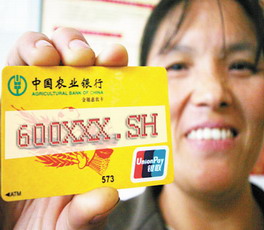 中国农业银行
AGRICULTURAL BANK OF CHINA
600XXX.SH
UnionPay
银联
573
ATM